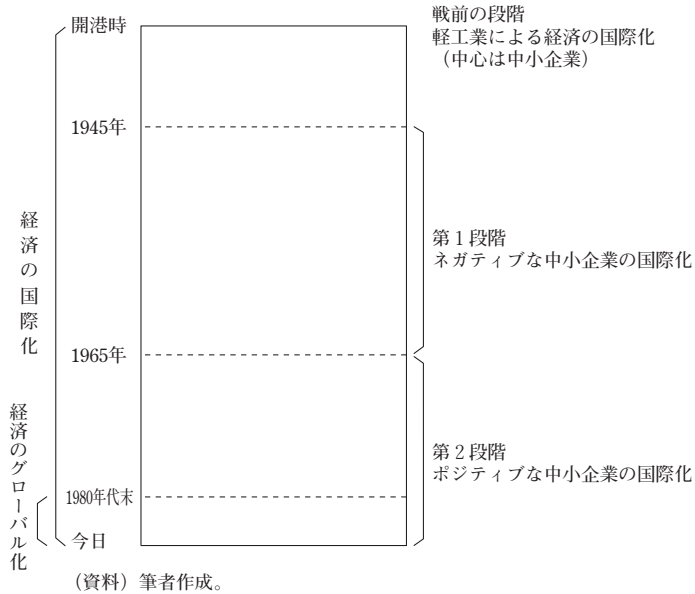 開港時
戦前の段階
軽工業による経済の国際化
（中心は中小企業）
1945年
経済の国際化
第１段階
ネガティブな中小企業の国際化
1965年
経済のグローバル化
第２段階
ポジティブな中小企業の国際化
1980年代末
今日
（資料）筆者作成。